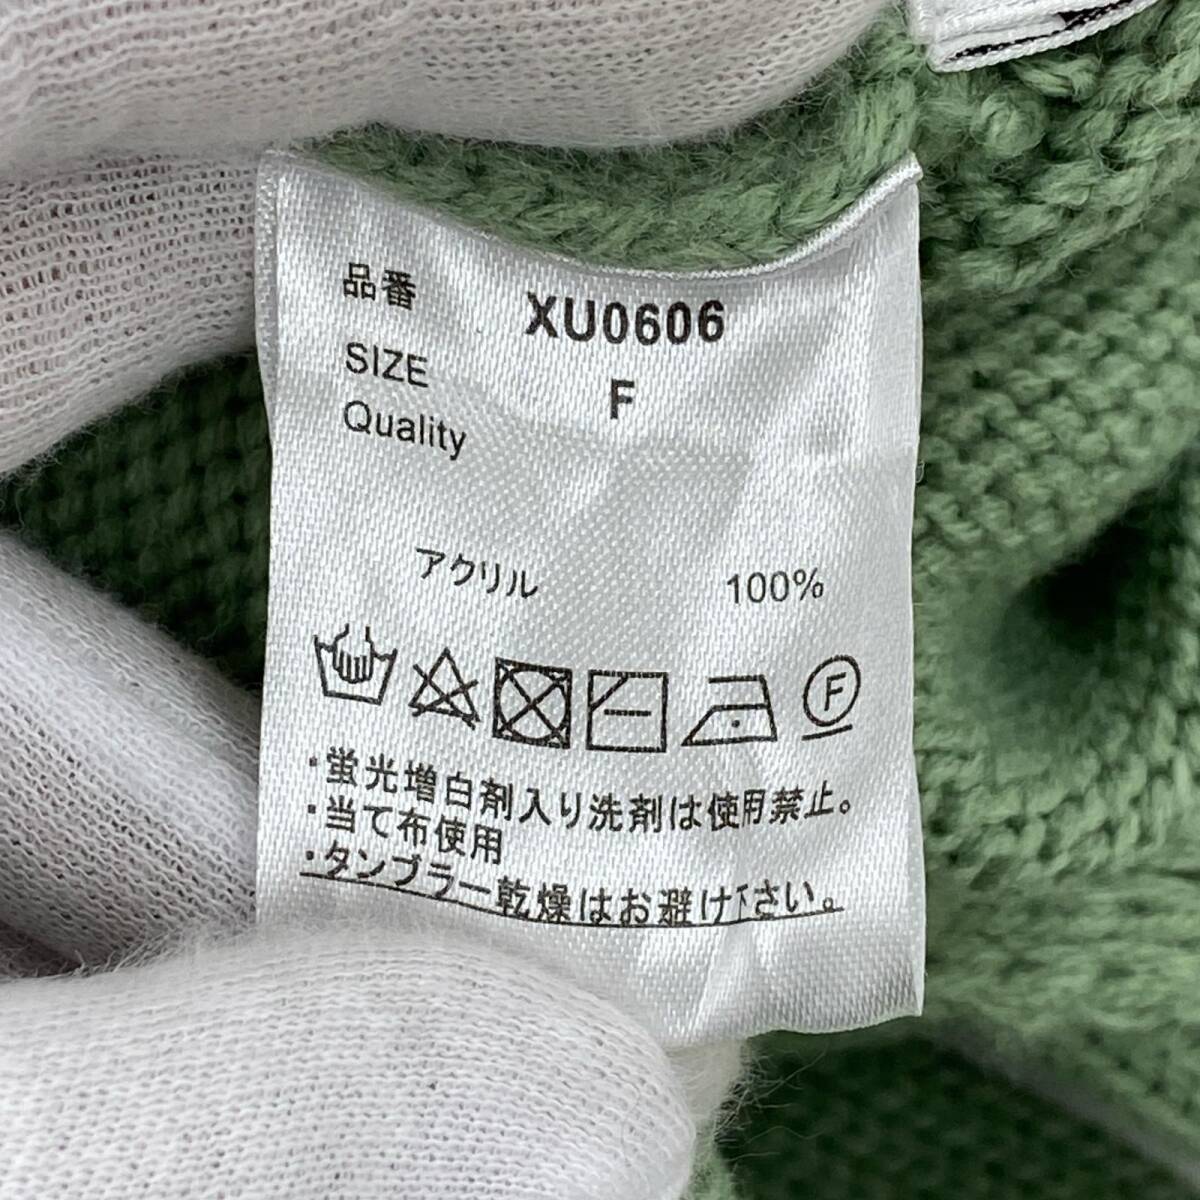 品番 XU0606
SIZE F
Quality
アクリル 100%
F
・蛍光増白剤入り洗剤は使用禁止。
・当て布使用
・タンブラー乾燥はお避け下さい。